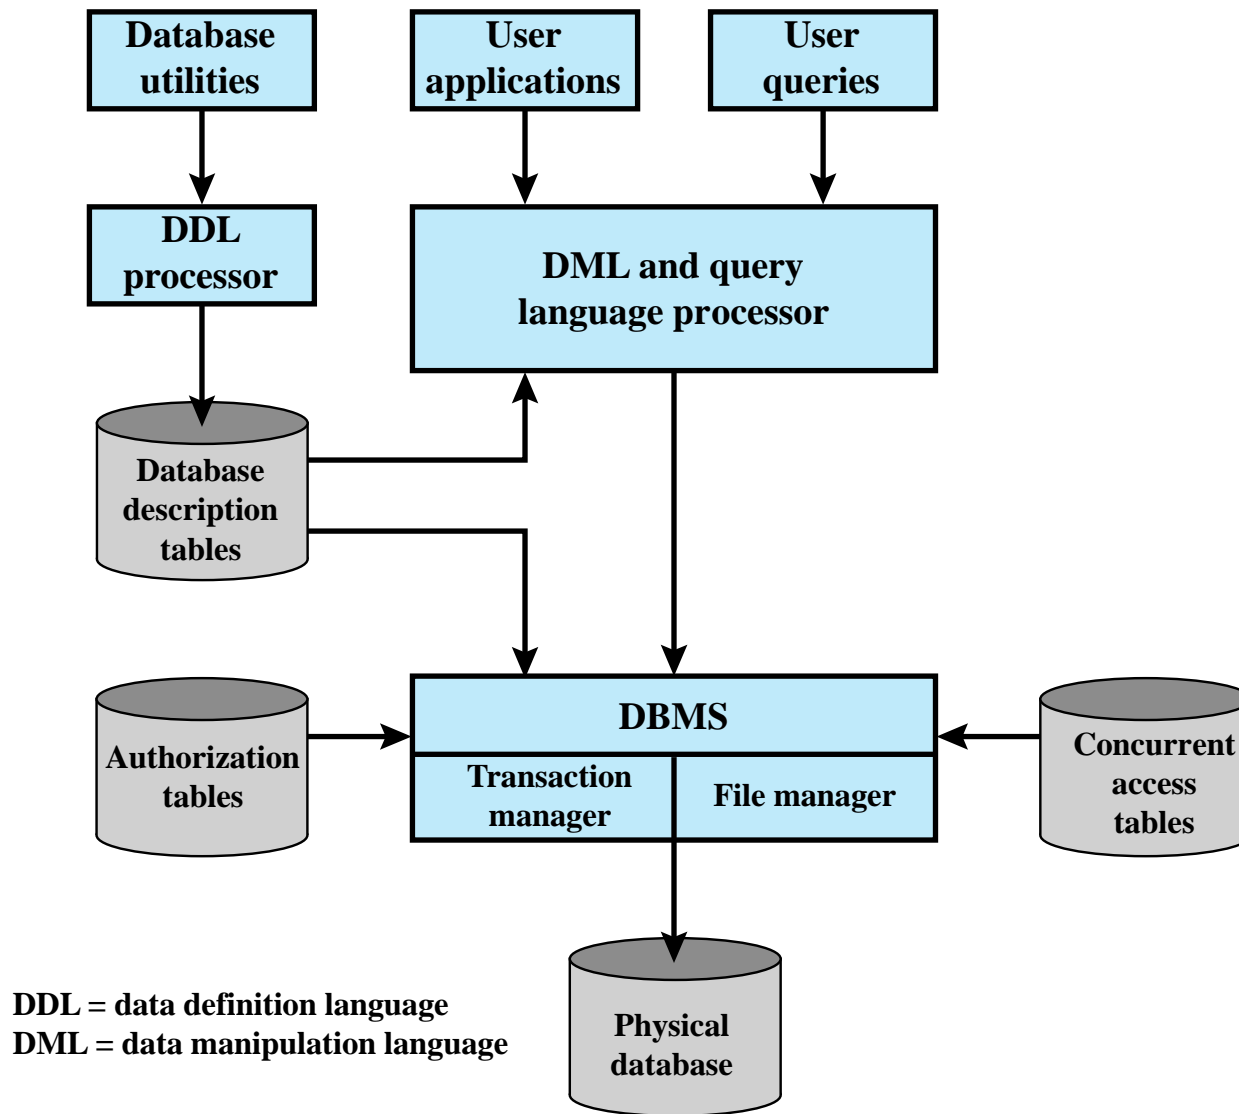 Database
utilities
User
applications
User
queries
DDL
processor
DML and query
language processor
Database
description
tables
DBMS
Transaction
manager
File manager
Authorization
tables
Concurrent
access
tables
Physical
database
DDL = data definition language
DML = data manipulation language